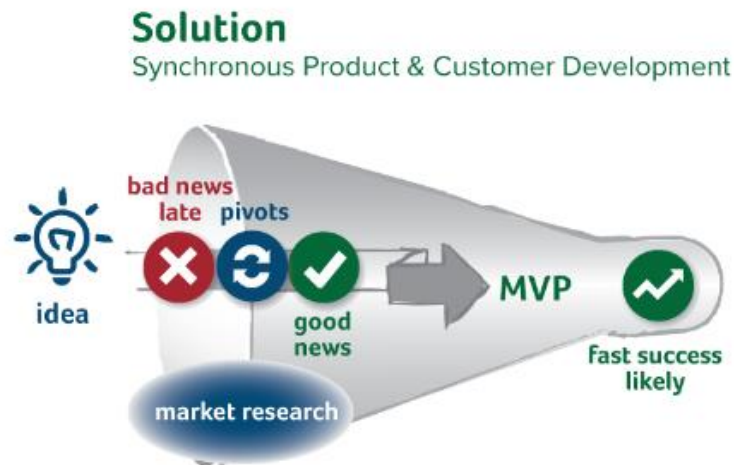 Solution
Synchronous Product & Customer Development
bad news
late
pivots
idea
good
news
MVP
fast success
likely
market research